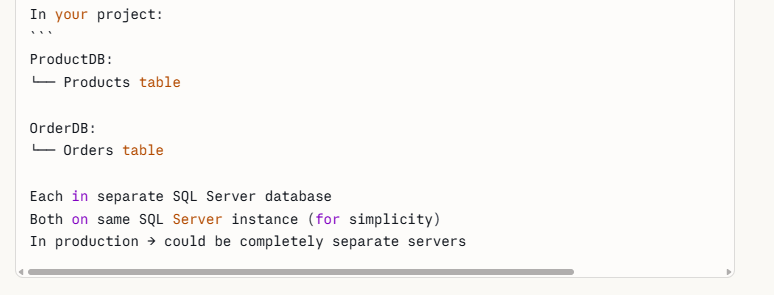 In your project:
```
ProductDB:
└── Products table
OrderDB:
└── Orders table
Each in separate SQL Server database
Both on same SQL Server instance (for simplicity)
In production → could be completely separate servers